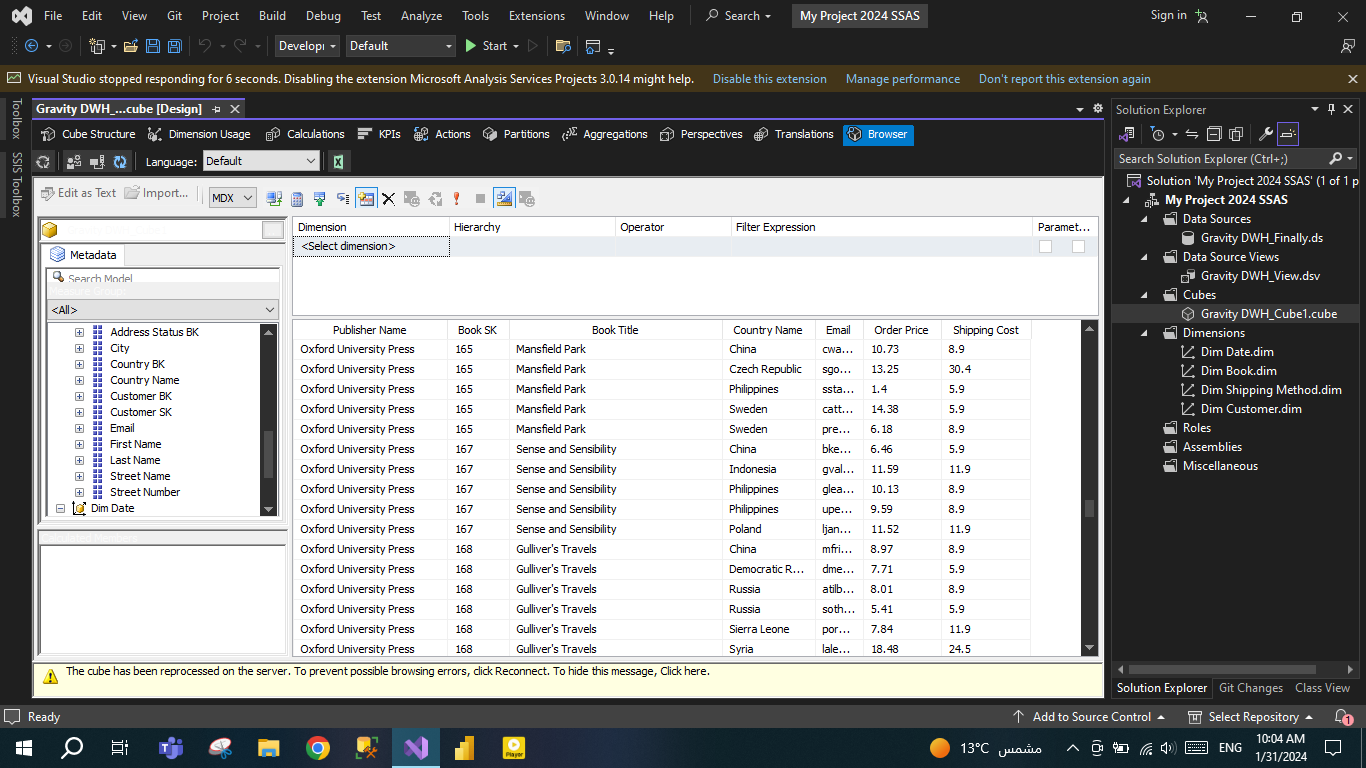 File Edit View Git Project Build Debug Test Analyze Tools Extensions Window Help Search My Project 2024 SSAS Sign in
Develop Default Start
Visual Studio stopped responding for 6 seconds. Disabling the extension Microsoft Analysis Services Projects 3.0.14 might help. Disable this extension Manage performance Don't report this extension again
Toolbox
SSIS Toolbox
Gravity DWH_...cube [Design]
Cube Structure Dimension Usage Calculations KPIs Actions Partitions Aggregations Perspectives Translations Browser
Language: Default
Edit as Text Import... MDX
Metadata
Search Model
<All>
Address Status BK
City
Country BK
Country Name
Customer BK
Customer SK
Email
First Name
Last Name
Street Name
Street Number
Dim Date
Calculated Members
Dimension Hierarchy Operator Filter Expression Paramet...
<Select dimension>
Publisher Name Book SK Book Title Country Name Email Order Price Shipping Cost
Oxford University Press 165 Mansfield Park China cwa... 10.73 8.9
Oxford University Press 165 Mansfield Park Czech Republic sgo... 13.25 30.4
Oxford University Press 165 Mansfield Park Philippines ssta... 1.4 5.9
Oxford University Press 165 Mansfield Park Sweden catt... 14.38 5.9
Oxford University Press 165 Mansfield Park Sweden pre... 6.18 8.9
Oxford University Press 167 Sense and Sensibility China bke... 6.46 8.9
Oxford University Press 167 Sense and Sensibility Indonesia gval... 11.59 11.9
Oxford University Press 167 Sense and Sensibility Philippines glea... 10.13 8.9
Oxford University Press 167 Sense and Sensibility Philippines upe... 9.59 8.9
Oxford University Press 167 Sense and Sensibility Poland ljan... 11.52 11.9
Oxford University Press 168 Gulliver's Travels China mfri... 8.97 8.9
Oxford University Press 168 Gulliver's Travels Democratic R... dme... 7.71 5.9
Oxford University Press 168 Gulliver's Travels Russia atilb... 8.01 8.9
Oxford University Press 168 Gulliver's Travels Russia soth... 5.41 5.9
Oxford University Press 168 Gulliver's Travels Sierra Leone por... 7.84 11.9
Oxford University Press 168 Gulliver's Travels Syria lale... 18.48 24.5
The cube has been reprocessed on the server. To prevent possible browsing errors, click Reconnect. To hide this message, Click here.
Solution Explorer
Search Solution Explorer (Ctrl+;)
Solution 'My Project 2024 SSAS' (1 of 1 p
My Project 2024 SSAS
Data Sources
Gravity DWH_Finally.ds
Data Source Views
Gravity DWH_View.dsv
Cubes
Gravity DWH_Cube1.cube
Dimensions
Dim Date.dim
Dim Book.dim
Dim Shipping Method.dim
Dim Customer.dim
Roles
Assemblies
Miscellaneous
Solution Explorer Git Changes Class View
Ready Add to Source Control Select Repository 1
Player 13°C مشمس ENG 10:04 AM
1/31/2024